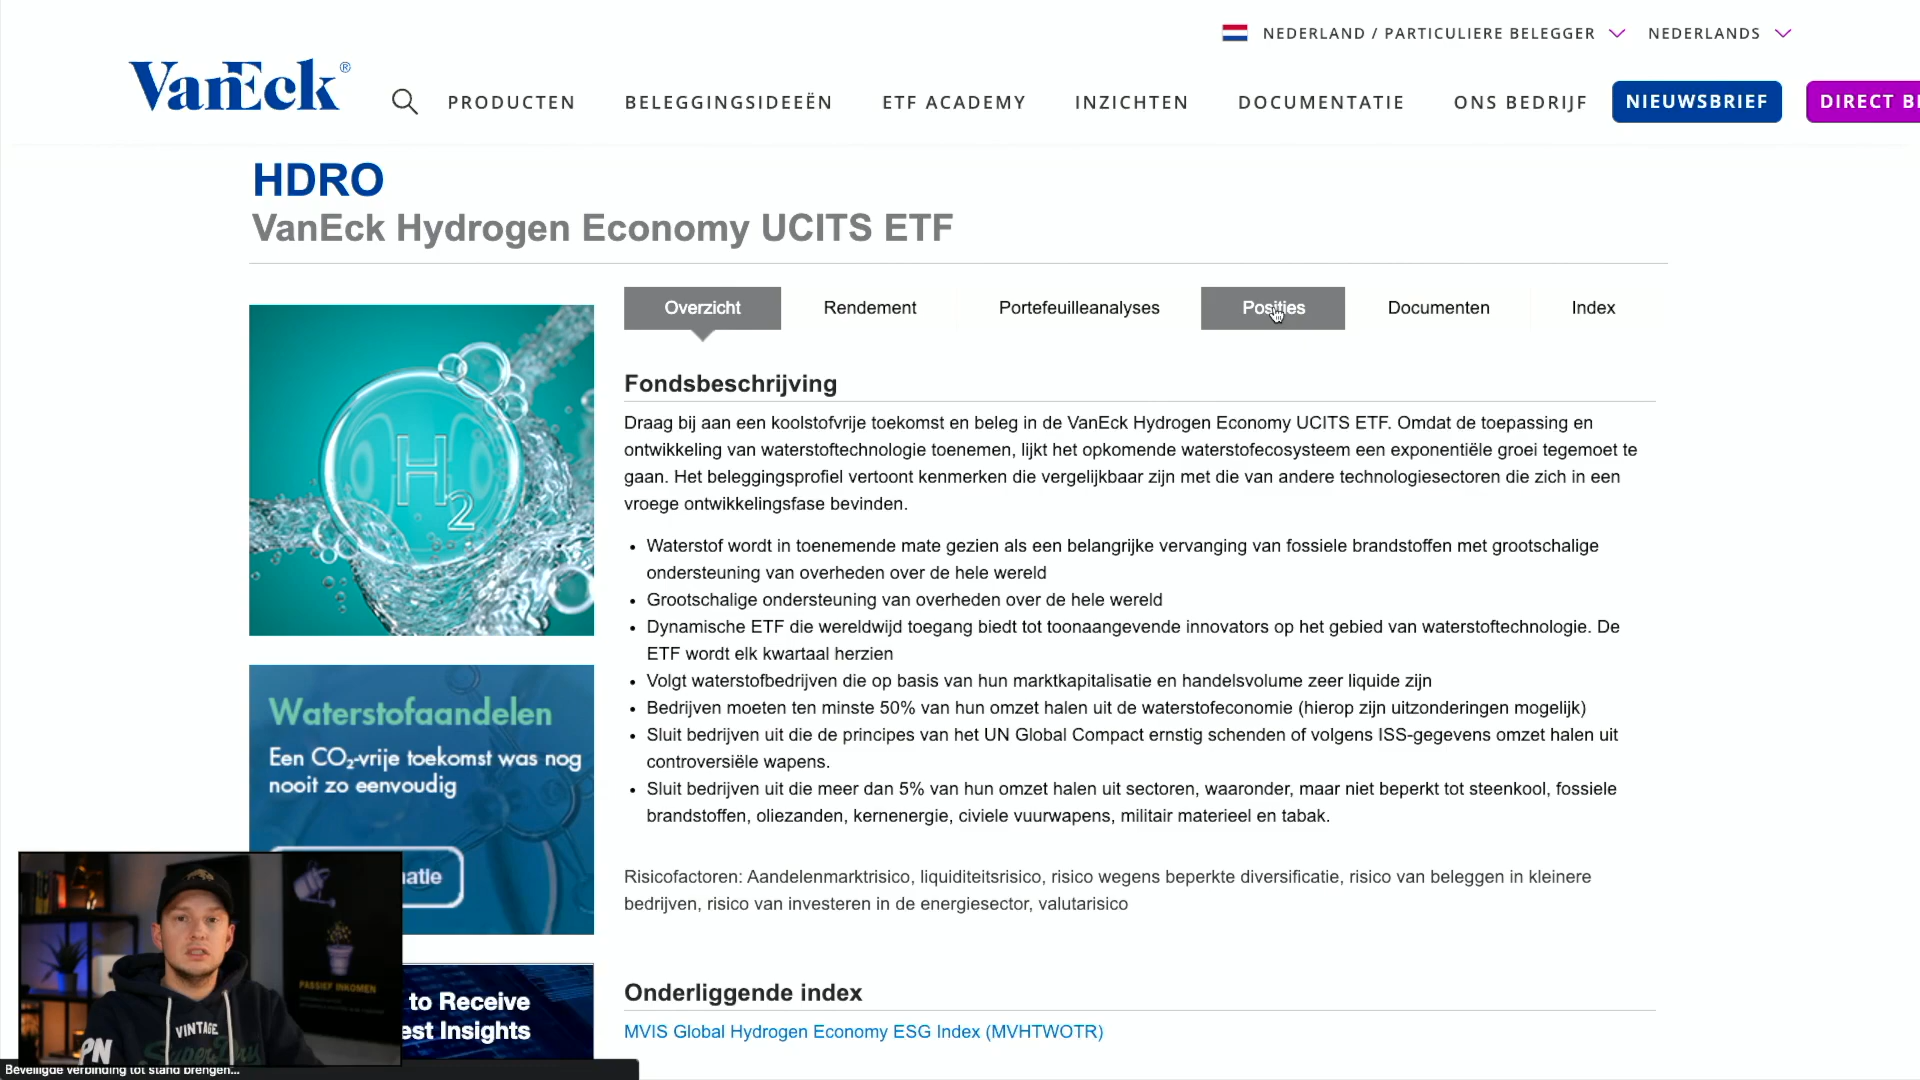 NEDERLAND / PARTICULIERE BELEGGER
NEDERLANDS
VanEck®
PRODUCTEN
BELEGGINGSIDEEËN
ETF ACADEMY
INZICHTEN
DOCUMENTATIE
ONS BEDRIJF
NIEUWSBRIEF
DIRECT
HDRO
VanEck Hydrogen Economy UCITS ETF
Overzicht
Rendement
Portefeuilleanalyses
Posities
Documenten
Index
H2
Fondsbeschrijving
Draag bij aan een koolstofvrije toekomst en beleg in de VanEck Hydrogen Economy UCITS ETF. Omdat de toepassing en
ontwikkeling van waterstoftechnologie toenemen, lijkt het opkomende waterstofecosysteem een exponentiële groei tegemoet te
gaan. Het beleggingsprofiel vertoont kenmerken die vergelijkbaar zijn met die van andere technologiesectoren die zich in een
vroege ontwikkelingsfase bevinden.
• Waterstof wordt in toenemende mate gezien als een belangrijke vervanging van fossiele brandstoffen met grootschalige
ondersteuning van overheden over de hele wereld
• Grootschalige ondersteuning van overheden over de hele wereld
• Dynamische ETF die wereldwijd toegang biedt tot toonaangevende innovators op het gebied van waterstoftechnologie. De
ETF wordt elk kwartaal herzien
• Volgt waterstofbedrijven die op basis van hun marktkapitalisatie en handelsvolume zeer liquide zijn
• Bedrijven moeten ten minste 50% van hun omzet halen uit de waterstofeconomie (hierop zijn uitzonderingen mogelijk)
• Sluit bedrijven uit die de principes van het UN Global Compact ernstig schenden of volgens ISS-gegevens omzet halen uit
controversiële wapens.
• Sluit bedrijven uit die meer dan 5% van hun omzet halen uit sectoren, waaronder, maar niet beperkt tot steenkool, fossiele
brandstoffen, oliezanden, kernenergie, civiele vuurwapens, militair materieel en tabak.
Risicofactoren: Aandelenmarktrisico, liquiditeitsrisico, risico wegens beperkte diversificatie, risico van beleggen in kleinere
bedrijven, risico van investeren in de energiesector, valutarisico
Onderliggende index
MVIS Global Hydrogen Economy ESG Index (MVHTWOTR)
Waterstofaandelen
Een CO₂-vrije toekomst was nog
nooit zo eenvoudig
matie
to Receive
est Insights
PASSIEF INKOMEN
VINTAGE
Superdry
PN
Beveiligde verbinding tot stand brengen...